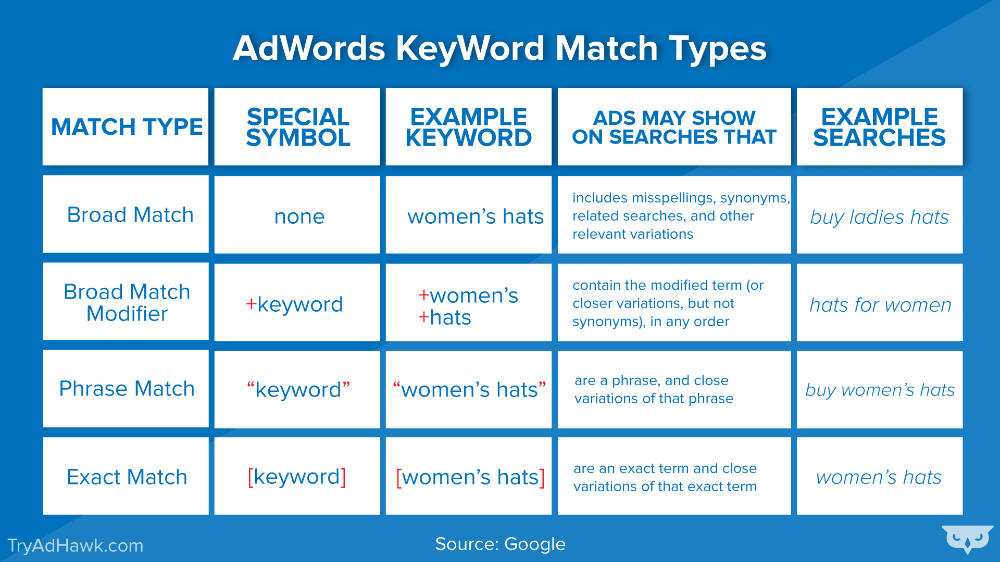 AdWords KeyWord Match Types
MATCH TYPE
SPECIAL
SYMBOL
EXAMPLE
KEYWORD
ADS MAY SHOW
ON SEARCHES THAT
EXAMPLE
SEARCHES
Broad Match
none
women’s hats
includes misspellings, synonyms,
related searches, and other
relevant variations
buy ladies hats
Broad Match
Modifier
+keyword
+women’s
+hats
contain the modified term (or
closer variations, but not
synonyms), in any order
hats for women
Phrase Match
“keyword”
“women’s hats”
are a phrase, and close
variations of that phrase
buy women’s hats
Exact Match
[keyword]
[women’s hats]
are an exact term and close
variations of that exact term
women’s hats
TryAdHawk.com
Source: Google